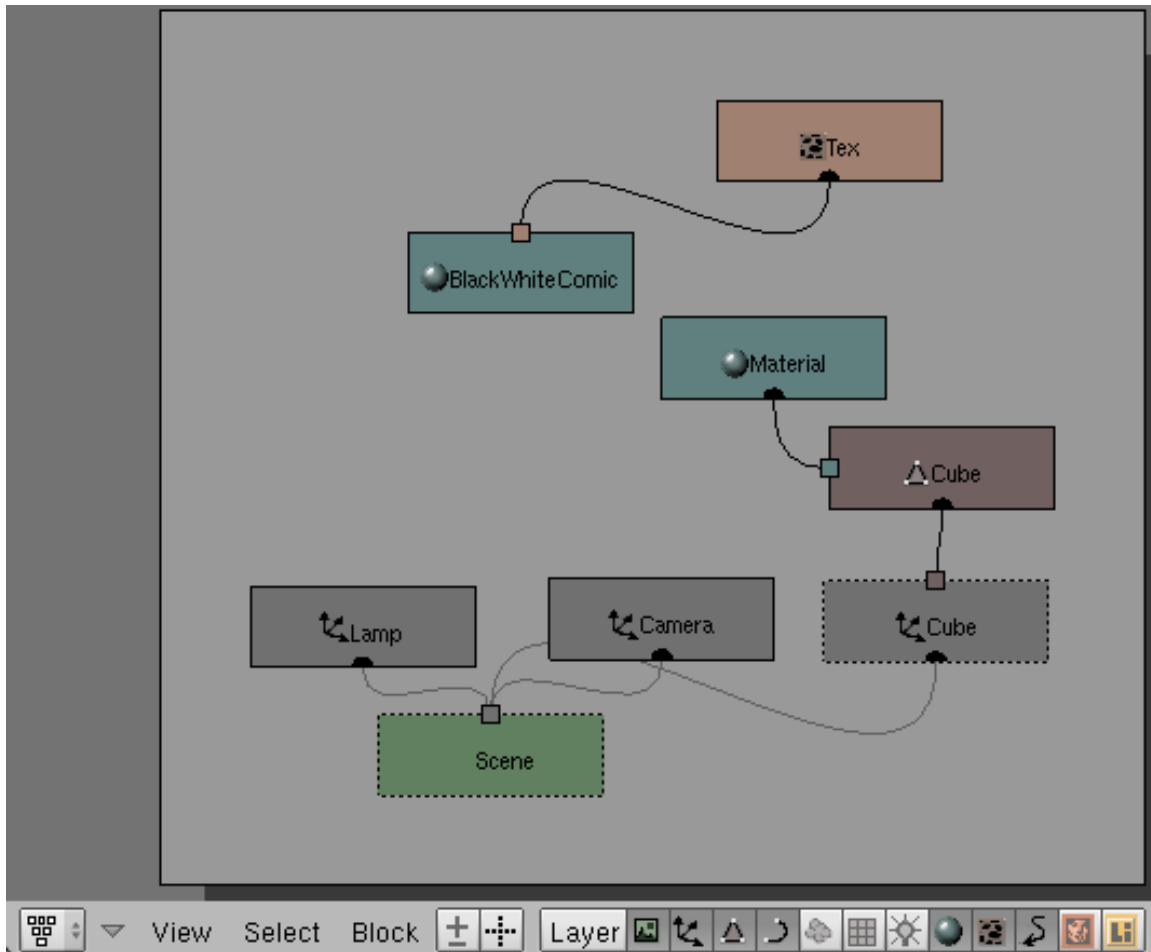 Tex
BlackWhiteComic
Material
Cube
Lamp
Camera
Cube
Scene
View Select Block Layer